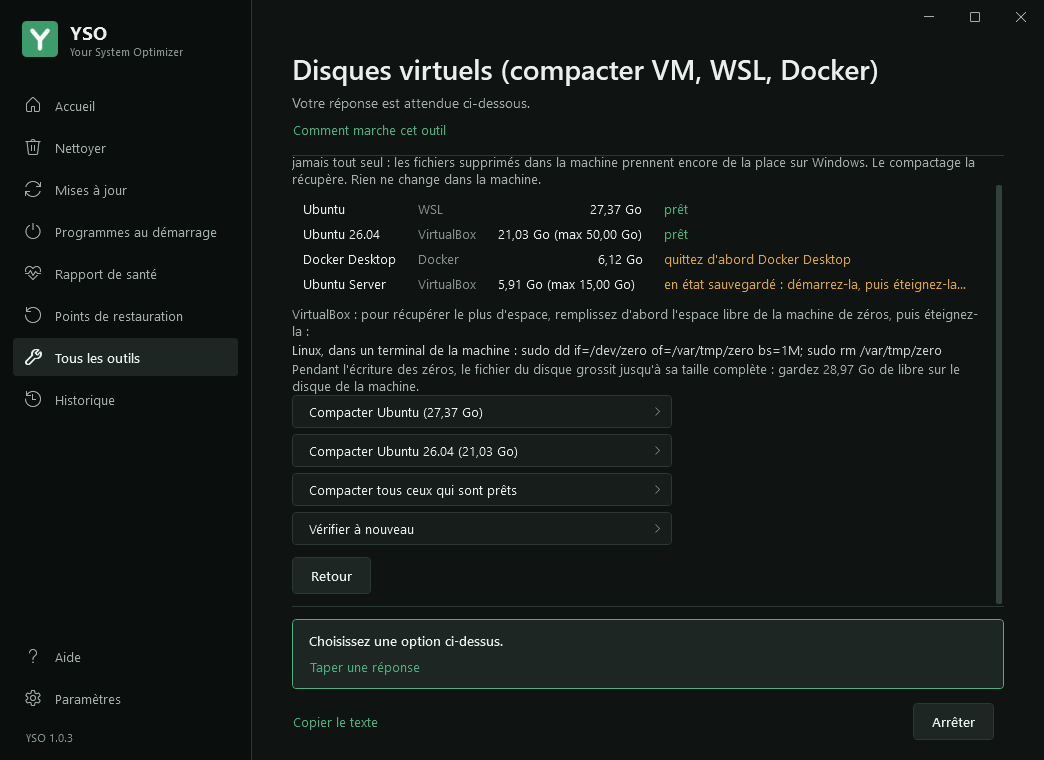 YSO
Your System Optimizer
Accueil
Nettoyer
Mises à jour
Programmes au démarrage
Rapport de santé
Points de restauration
Tous les outils
Historique
Aide
Paramètres
YSO 1.0.3
Disques virtuels (compacter VM, WSL, Docker)
Votre réponse est attendue ci-dessous.
Comment marche cet outil
jamais tout seul : les fichiers supprimés dans la machine prennent encore de la place sur Windows. Le compactage la
récupère. Rien ne change dans la machine.
Ubuntu WSL 27,37 Go prêt
Ubuntu 26.04 VirtualBox 21,03 Go (max 50,00 Go) prêt
Docker Desktop Docker 6,12 Go quittez d'abord Docker Desktop
Ubuntu Server VirtualBox 5,91 Go (max 15,00 Go) en état sauvegardé : démarrez-la, puis éteignez-la...
VirtualBox : pour récupérer le plus d'espace, remplissez d'abord l'espace libre de la machine de zéros, puis éteignez-
la :
Linux, dans un terminal de la machine : sudo dd if=/dev/zero of=/var/tmp/zero bs=1M; sudo rm /var/tmp/zero
Pendant l'écriture des zéros, le fichier du disque grossit jusqu'à sa taille complète : gardez 28,97 Go de libre sur le
disque de la machine.
Compacter Ubuntu (27,37 Go)
Compacter Ubuntu 26.04 (21,03 Go)
Compacter tous ceux qui sont prêts
Vérifier à nouveau
Retour
Choisissez une option ci-dessus.
Taper une réponse
Copier le texte
Arrêter